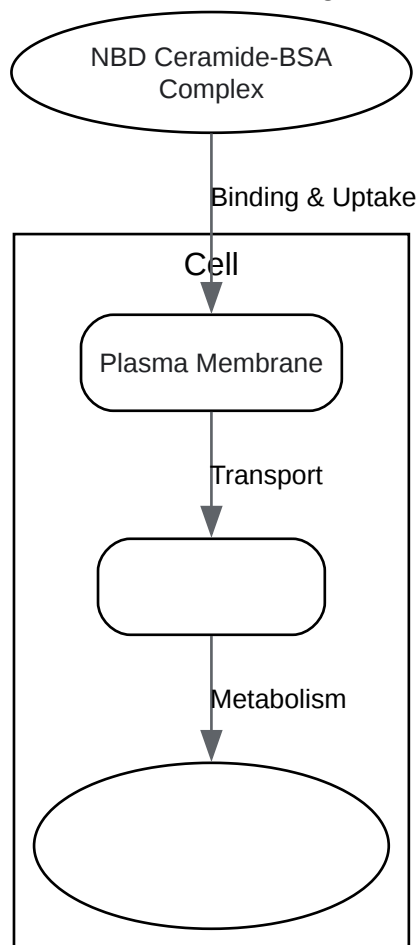 NBD Ceramide-BSA
Complex
Binding & Uptake
Cell
Plasma Membrane
Transport
Metabolism